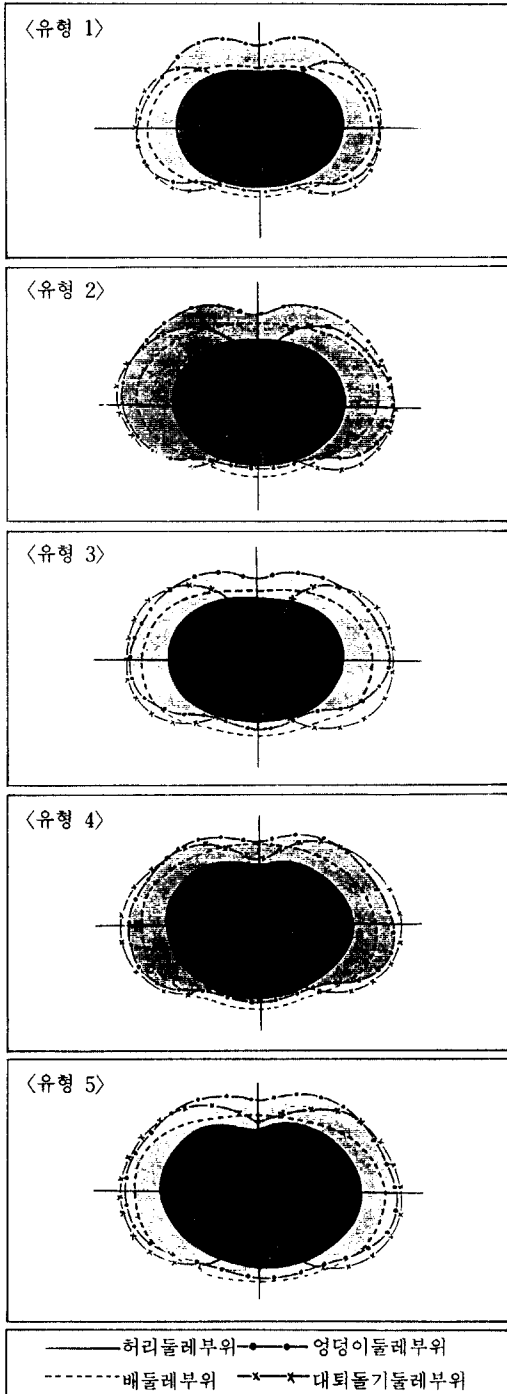 〈유형 1〉
〈유형 2〉
〈유형 3〉
〈유형 4〉
〈유형 5〉
허리둘레부위 엉덩이둘레부위
배둘레부위 대퇴돌기둘레부위